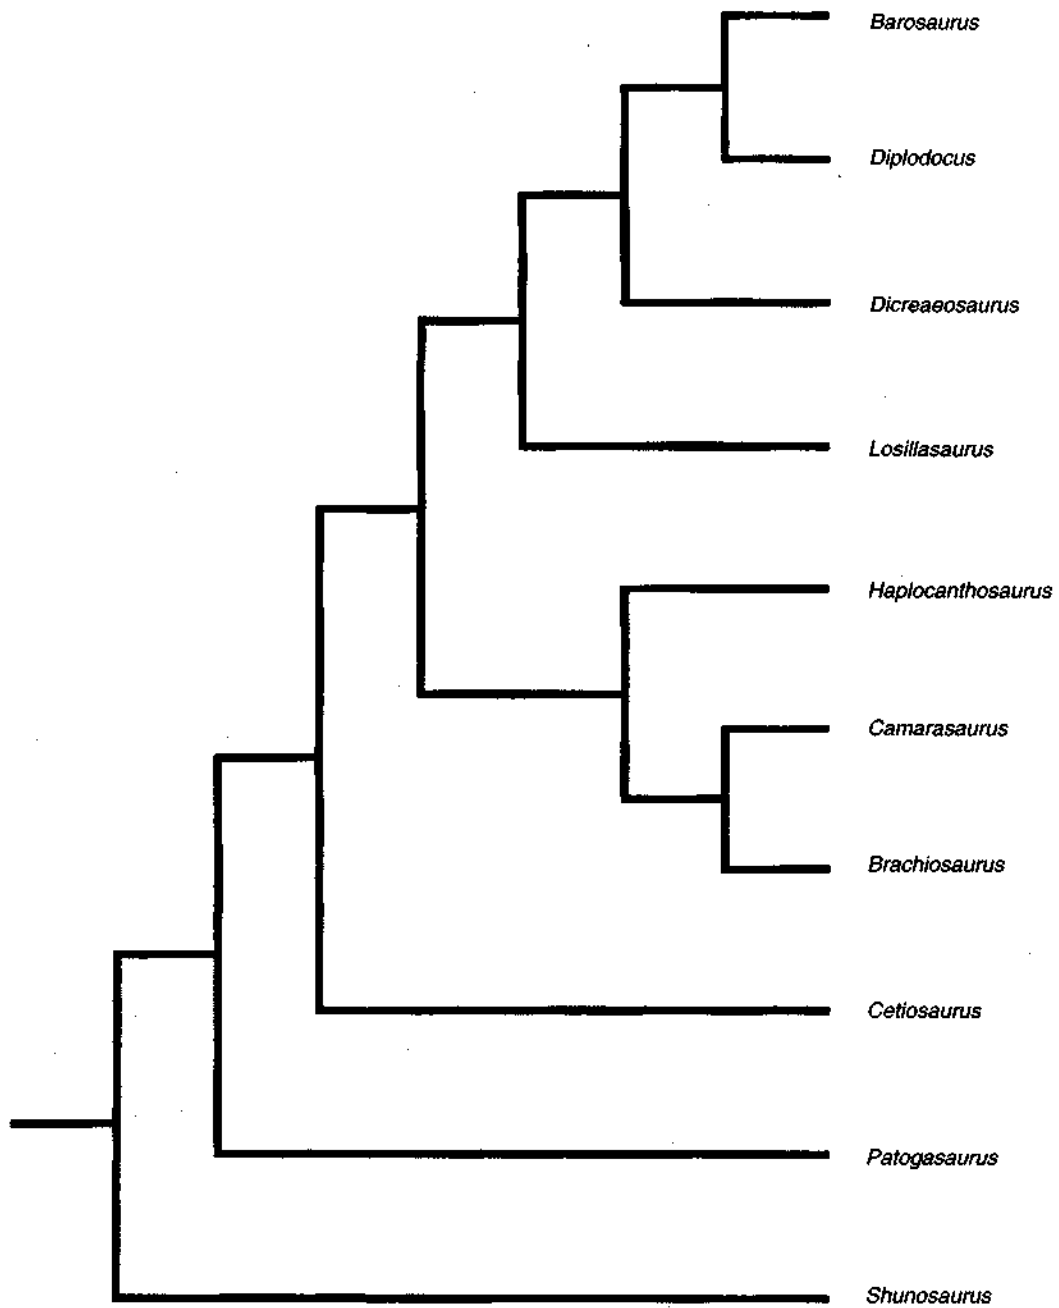 Barosaurus
Diplodocus
Dicreaeosaurus
Losillasaurus
Haplocanthosaurus
Camarasaurus
Brachiosaurus
Cetiosaurus
Patogasaurus
Shunosaurus